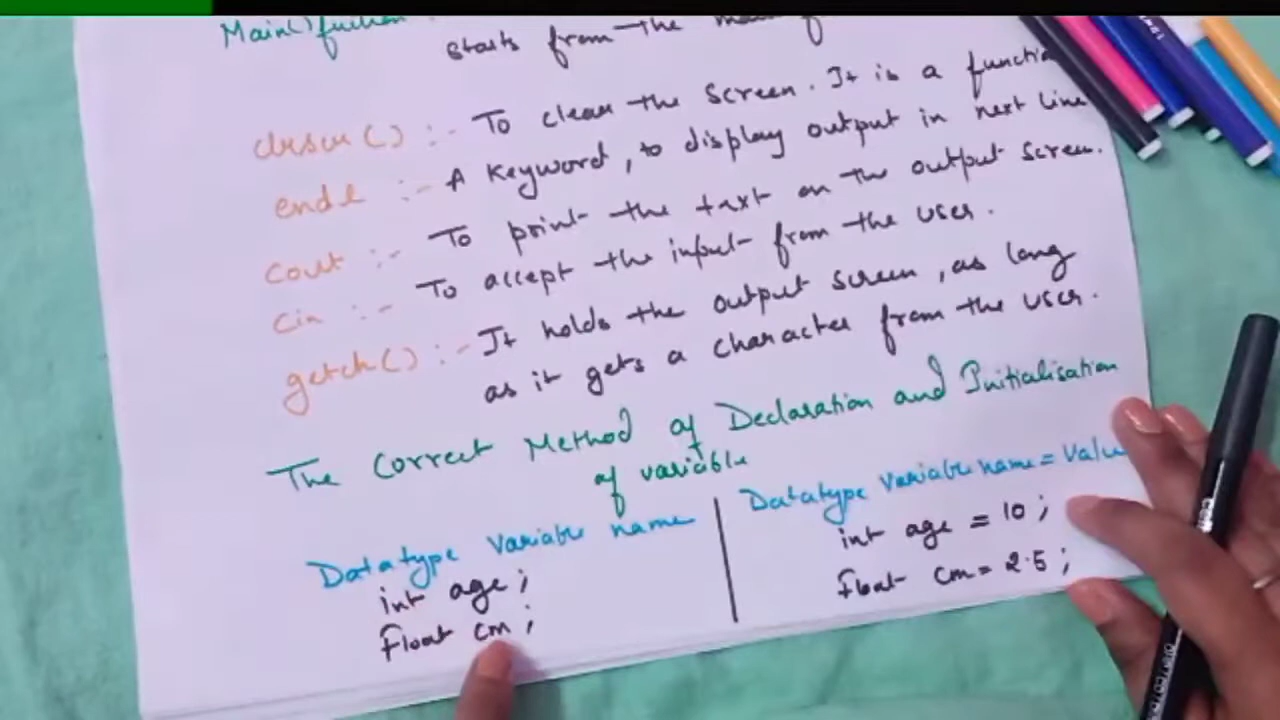 Main() function
starts from the main
clrscr() :- To clean the screen. It is a function
endl :- A Keyword, to display output in next line
cout :- To print the text on the output screen.
cin :- To accept the input from the user.
getch() :- It holds the output screen, as long
as it gets a character from the user.
The Correct Method of Declaration and Initialisation
of variable
Datatype variable name
int age;
float cm;
Datatype variable name = Value
int age = 10;
float cm = 2.5;